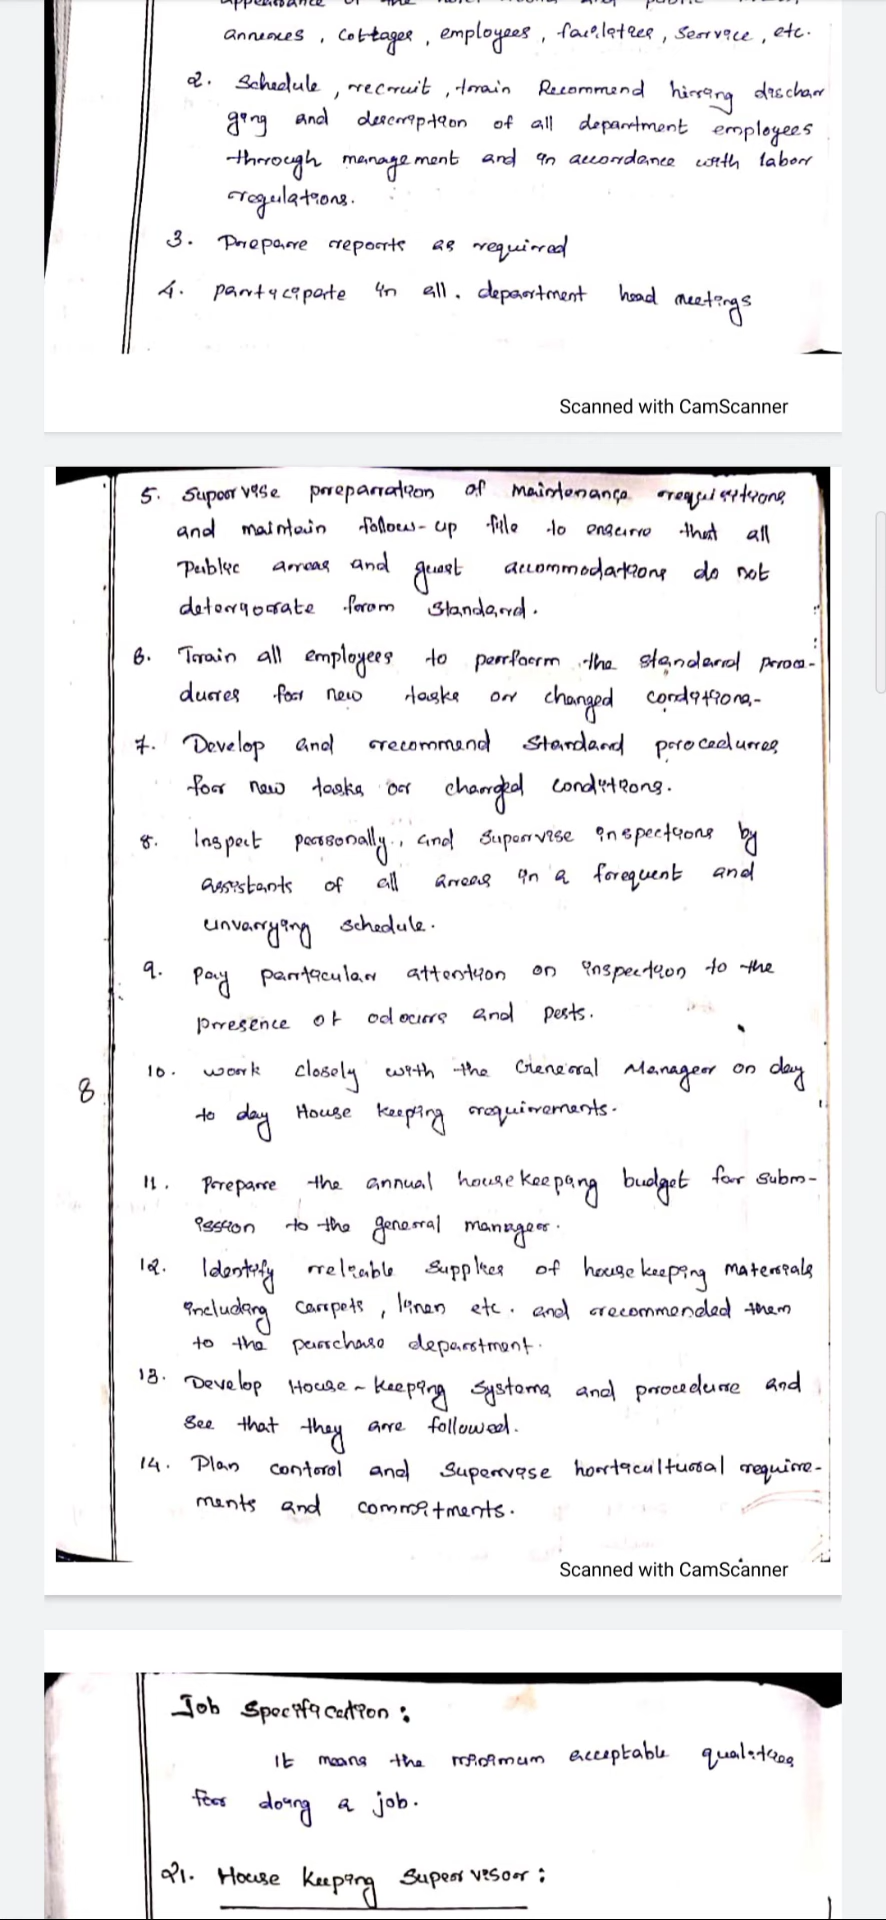 annexes, cottages, employees, facilities, service, etc.
2. Schedule, recruit, train Recommend hiring dischar
ging and description of all department employees
through management and in accordance with labor
regulations.
3. Prepare reports as required
4. participate in all. department head meetings
Scanned with CamScanner
5. Supervise preparation of maintenance requisitions
and maintain follow-up file to ensure that all
Public areas and guest accommodations do not
deteriorate from standard.
6. Train all employees to perform the standard proce-
dures for new tasks or changed conditions.-
7. Develop and recommend standard procedures
for new tasks or changed conditions.
8. Inspect personally, and supervise inspections by
assistants of all areas in a frequent and
unvarying schedule.
9. Pay particular attention on inspection to the
presence of odours and pests.
8
10. work closely with the General Manager on day
to day House keeping requirements.
11. Prepare the annual housekeeping budget for subm-
ission to the general manager.
12. Identify reliable supplies of housekeeping materials
including carpets, linen etc. and recommended them
to the purchase department.
13. Develop House-keeping systems and procedure and
see that they are followed.
14. Plan control and supervise horticultural require-
ments and commitments.
Scanned with CamScanner
Job Specification:
It means the minimum acceptable qualities
for doing a job.
21. House keeping Supervisor: